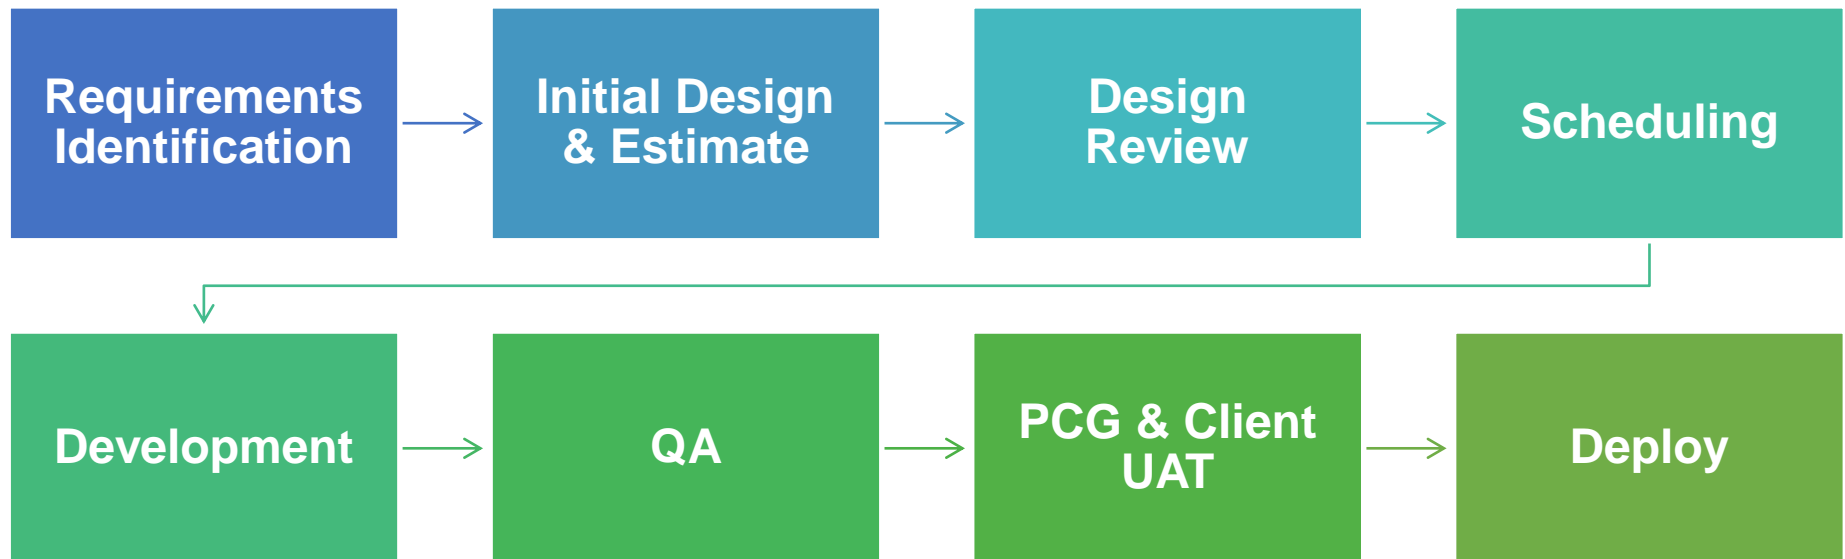 Requirements
Identification
Initial Design
& Estimate
Design
Review
Scheduling
Development
QA
PCG & Client
UAT
Deploy